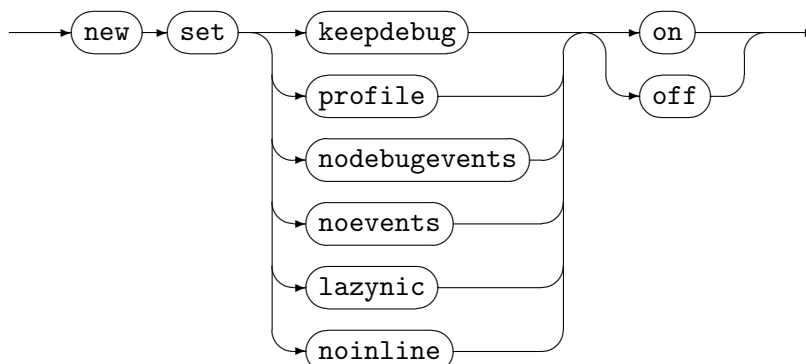 new set keepdebug on
profile off
nodebugevents
noevents
lazynic
noinline